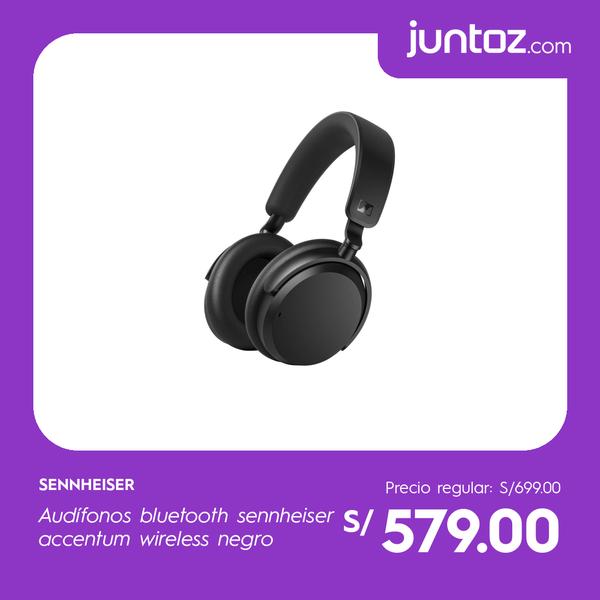 juntoz.com
SENNHEISER
Audífonos bluetooth sennheiser
accentum wireless negro
Precio regular: S/699.00
S/ 579.00